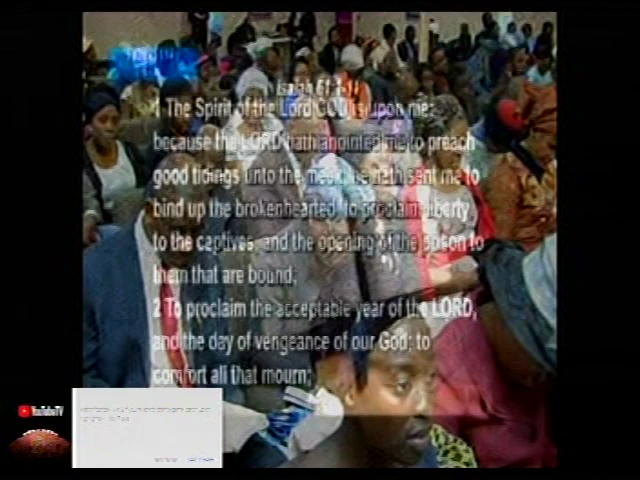 Isaiah 61:1-11
1 The Spirit of the Lord GOD is upon me;
because the LORD hath anointed me to preach
good tidings unto the meek; he hath sent me to
bind up the brokenhearted, to proclaim liberty
to the captives, and the opening of the prison to
them that are bound;
2 To proclaim the acceptable year of the LORD,
and the day of vengeance of our God; to
comfort all that mourn;
YouTubeTV